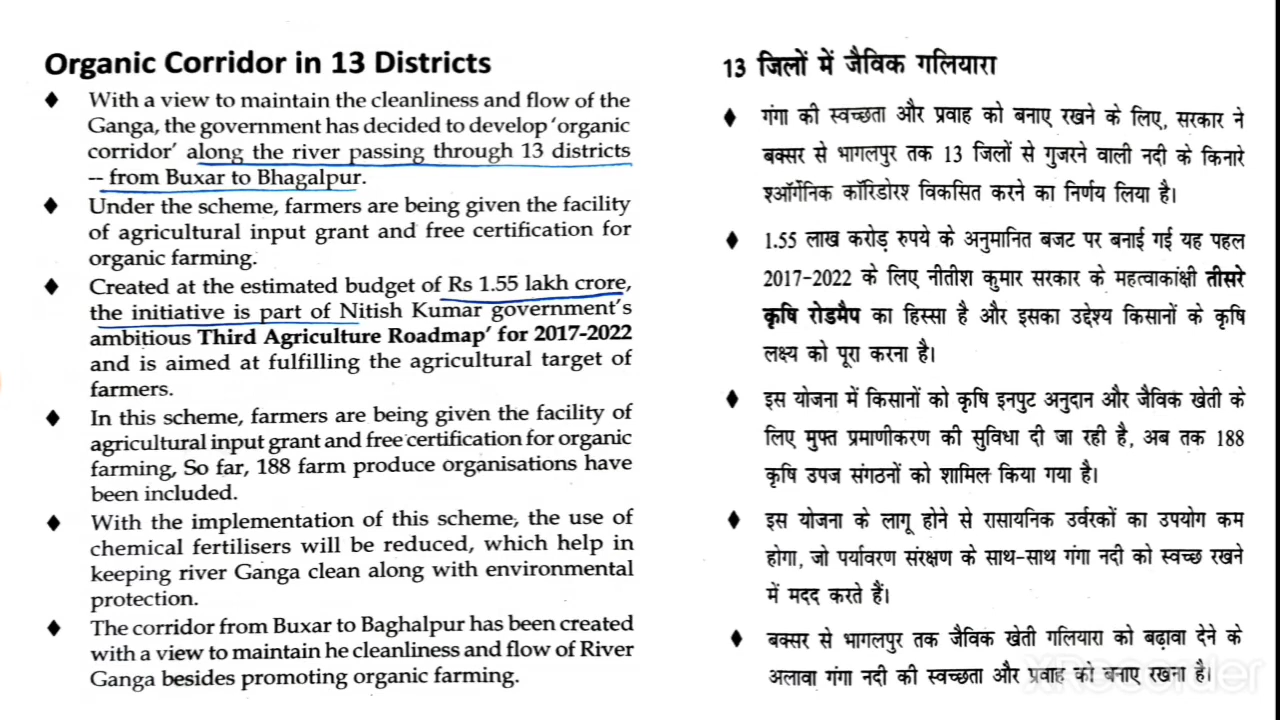 Organic Corridor in 13 Districts
♦ With a view to maintain the cleanliness and flow of the
Ganga, the government has decided to develop 'organic
corridor' along the river passing through 13 districts
-- from Buxar to Bhagalpur.
♦ Under the scheme, farmers are being given the facility
of agricultural input grant and free certification for
organic farming.
♦ Created at the estimated budget of Rs 1.55 lakh crore,
the initiative is part of Nitish Kumar government's
ambitious Third Agriculture Roadmap' for 2017-2022
and is aimed at fulfilling the agricultural target of
farmers.
♦ In this scheme, farmers are being given the facility of
agricultural input grant and free certification for organic
farming, So far, 188 farm produce organisations have
been included.
♦ With the implementation of this scheme, the use of
chemical fertilisers will be reduced, which help in
keeping river Ganga clean along with environmental
protection.
♦ The corridor from Buxar to Baghalpur has been created
with a view to maintain he cleanliness and flow of River
Ganga besides promoting organic farming.
13 जिलों में जैविक गलियारा
♦ गंगा की स्वच्छता और प्रवाह को बनाए रखने के लिए, सरकार ने
बक्सर से भागलपुर तक 13 जिलों से गुजरने वाली नदी के किनारे
श्ऑर्गेनिक कॉरिडोरश विकसित करने का निर्णय लिया है।
♦ 1.55 लाख करोड़ रुपये के अनुमानित बजट पर बनाई गई यह पहल
2017-2022 के लिए नीतीश कुमार सरकार के महत्वाकांक्षी तीसरे
कृषि रोडमैप का हिस्सा है और इसका उद्देश्य किसानों के कृषि
लक्ष्य को पूरा करना है।
♦ इस योजना में किसानों को कृषि इनपुट अनुदान और जैविक खेती के
लिए मुफ्त प्रमाणीकरण की सुविधा दी जा रही है, अब तक 188
कृषि उपज संगठनों को शामिल किया गया है।
♦ इस योजना के लागू होने से रासायनिक उर्वरकों का उपयोग कम
होगा, जो पर्यावरण संरक्षण के साथ-साथ गंगा नदी को स्वच्छ रखने
में मदद करते हैं।
♦ बक्सर से भागलपुर तक जैविक खेती गलियारा को बढ़ावा देने के
अलावा गंगा नदी की स्वच्छता और प्रवाह को बनाए रखना है।
XRecorder